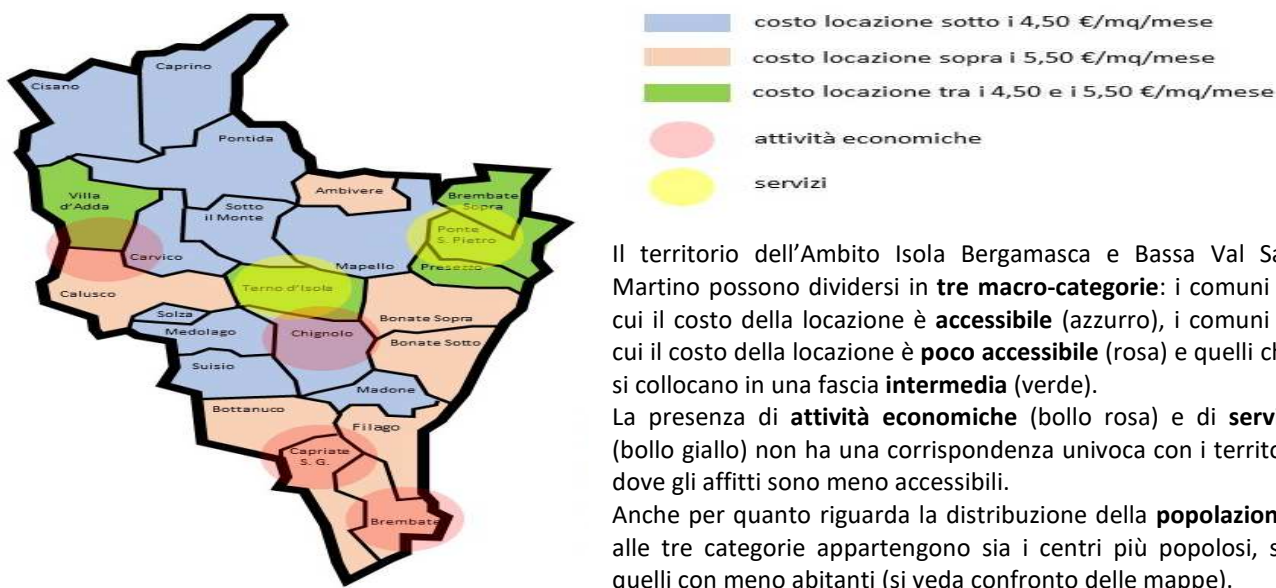 Caprino
Cisano
Pontida
Villa
d'Adda
Sotto
il Monte
Ambivere
Brembate
Sopra
Ponte
S. Pietro
Carvico
Mapello
Presezzo
Calusco
Terno d'Isola
Solza
Medolago
Chignolo
Bonate Sopra
Bonate Sotto
Suisio
Madone
Bottanuco
Filago
Capriate
S. G.
Brembate
costo locazione sotto i 4,50 €/mq/mese
costo locazione sopra i 5,50 €/mq/mese
costo locazione tra i 4,50 e i 5,50 €/mq/mese
attività economiche
servizi
Il territorio dell'Ambito Isola Bergamasca e Bassa Val Sa
Martino possono dividersi in tre macro-categorie: i comuni
cui il costo della locazione è accessibile (azzurro), i comuni
cui il costo della locazione è poco accessibile (rosa) e quelli ch
si collocano in una fascia intermedia (verde).
La presenza di attività economiche (bollo rosa) e di serv
(bollo giallo) non ha una corrispondenza univoca con i territo
dove gli affitti sono meno accessibili.
Anche per quanto riguarda la distribuzione della popolazion
alle tre categorie appartengono sia i centri più popolosi, s
quelli con meno abitanti (si veda confronto delle mappe).